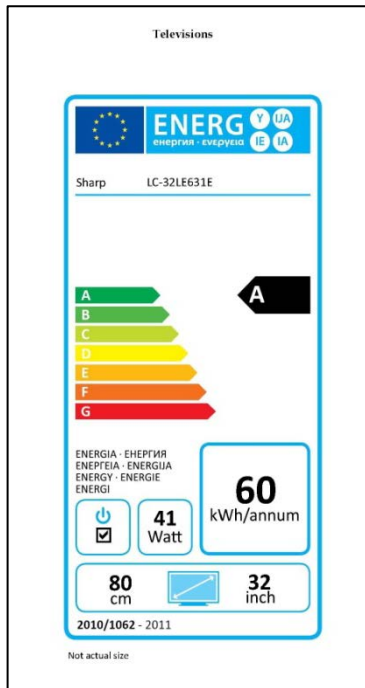 Televisions
ENERG Y IJA
енергия · ενεργεια IE IA
Sharp LC-32LE631E
A A
B
C
D
E
F
G
ENERGIA · ЕНЕРГИЯ
ΕΝΕΡΓΕΙΑ · ENERGIJA
ENERGY · ENERGIE
ENERGI
60
kWh/annum
41
Watt
80
cm
32
inch
2010/1062 - 2011
Not actual size